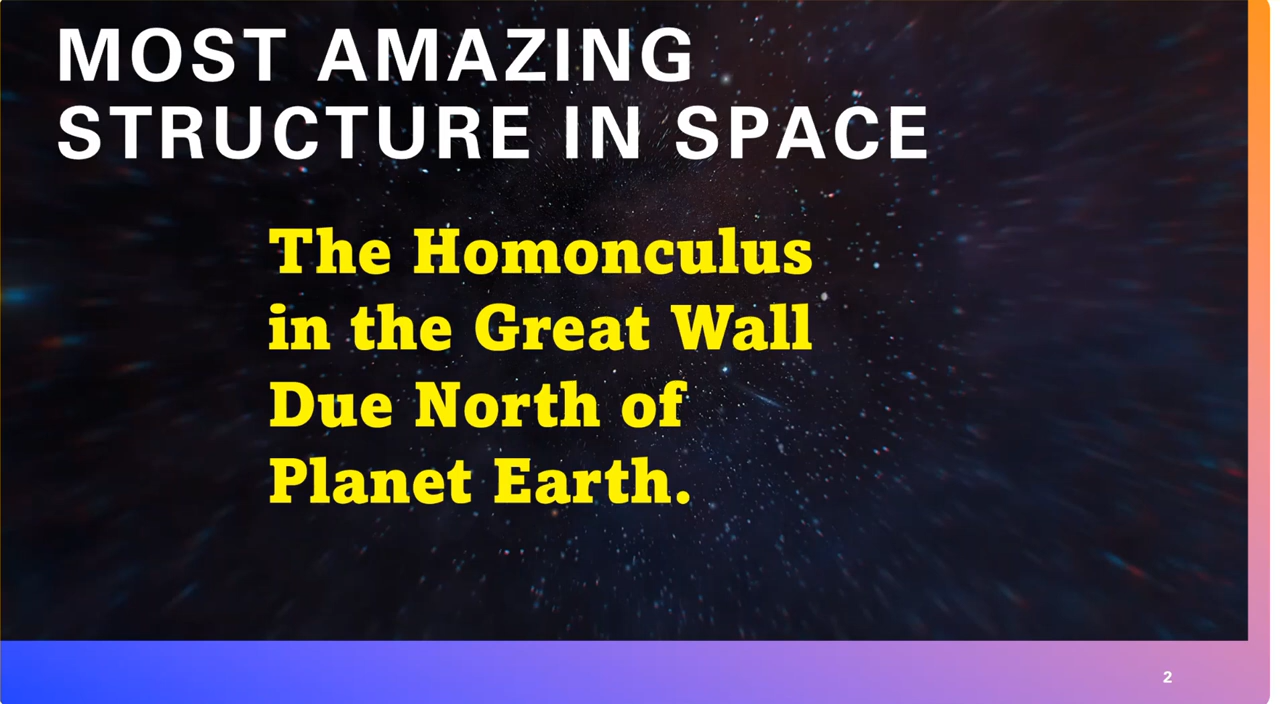 MOST AMAZING
STRUCTURE IN SPACE
The Homonculus
in the Great Wall
Due North of
Planet Earth.
2